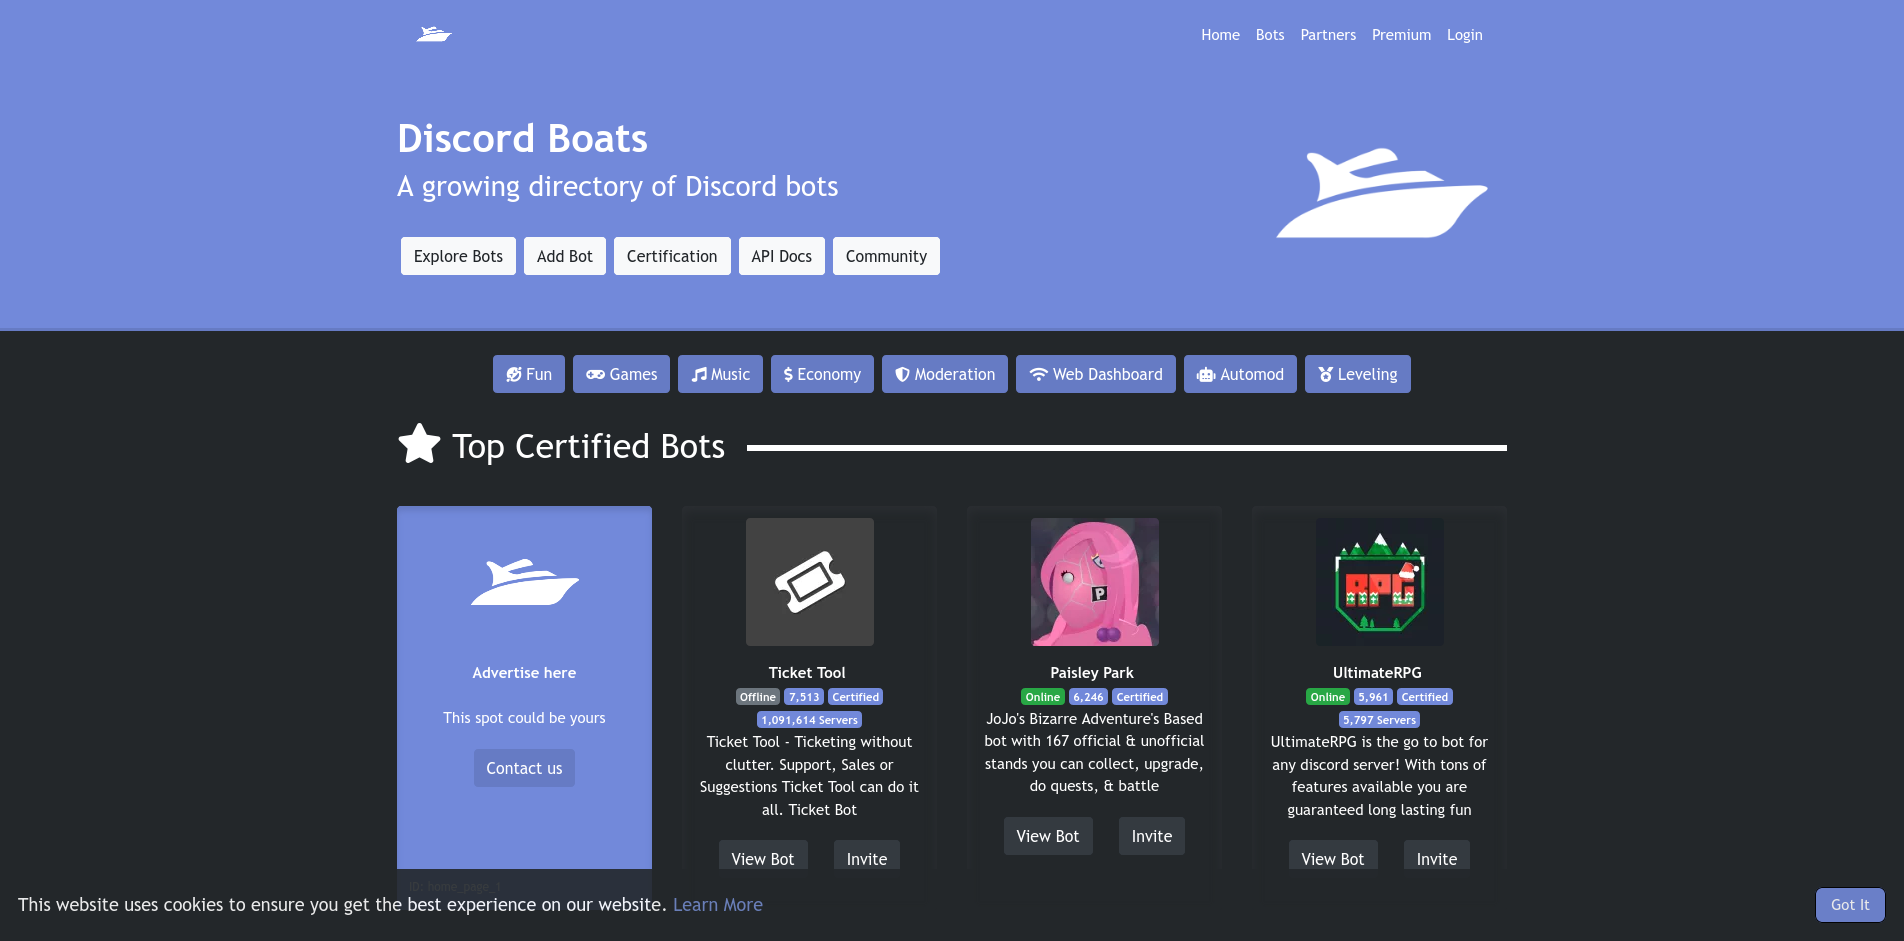 Home Bots Partners Premium Login
Discord Boats
A growing directory of Discord bots
Explore Bots Add Bot Certification API Docs Community
Fun Games Music Economy Moderation Web Dashboard Automod Leveling
Top Certified Bots
Advertise here
This spot could be yours
Contact us
ID: home_page_1
Ticket Tool
Offline 7,513 Certified
1,091,614 Servers
Ticket Tool - Ticketing without
clutter. Support, Sales or
Suggestions Ticket Tool can do it
all. Ticket Bot
View Bot Invite
P
Paisley Park
Online 6,246 Certified
JoJo's Bizarre Adventure's Based
bot with 167 official & unofficial
stands you can collect, upgrade,
do quests, & battle
View Bot Invite
RPG
UltimateRPG
Online 5,961 Certified
5,797 Servers
UltimateRPG is the go to bot for
any discord server! With tons of
features available you are
guaranteed long lasting fun
View Bot Invite
This website uses cookies to ensure you get the best experience on our website. Learn More
Got It